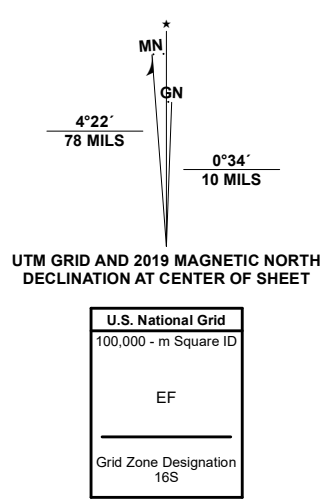 MN
GN
4°22´
78 MILS
0°34´
10 MILS
UTM GRID AND 2019 MAGNETIC NORTH
DECLINATION AT CENTER OF SHEET
U.S. National Grid
100,000 - m Square ID
EF
Grid Zone Designation
16S